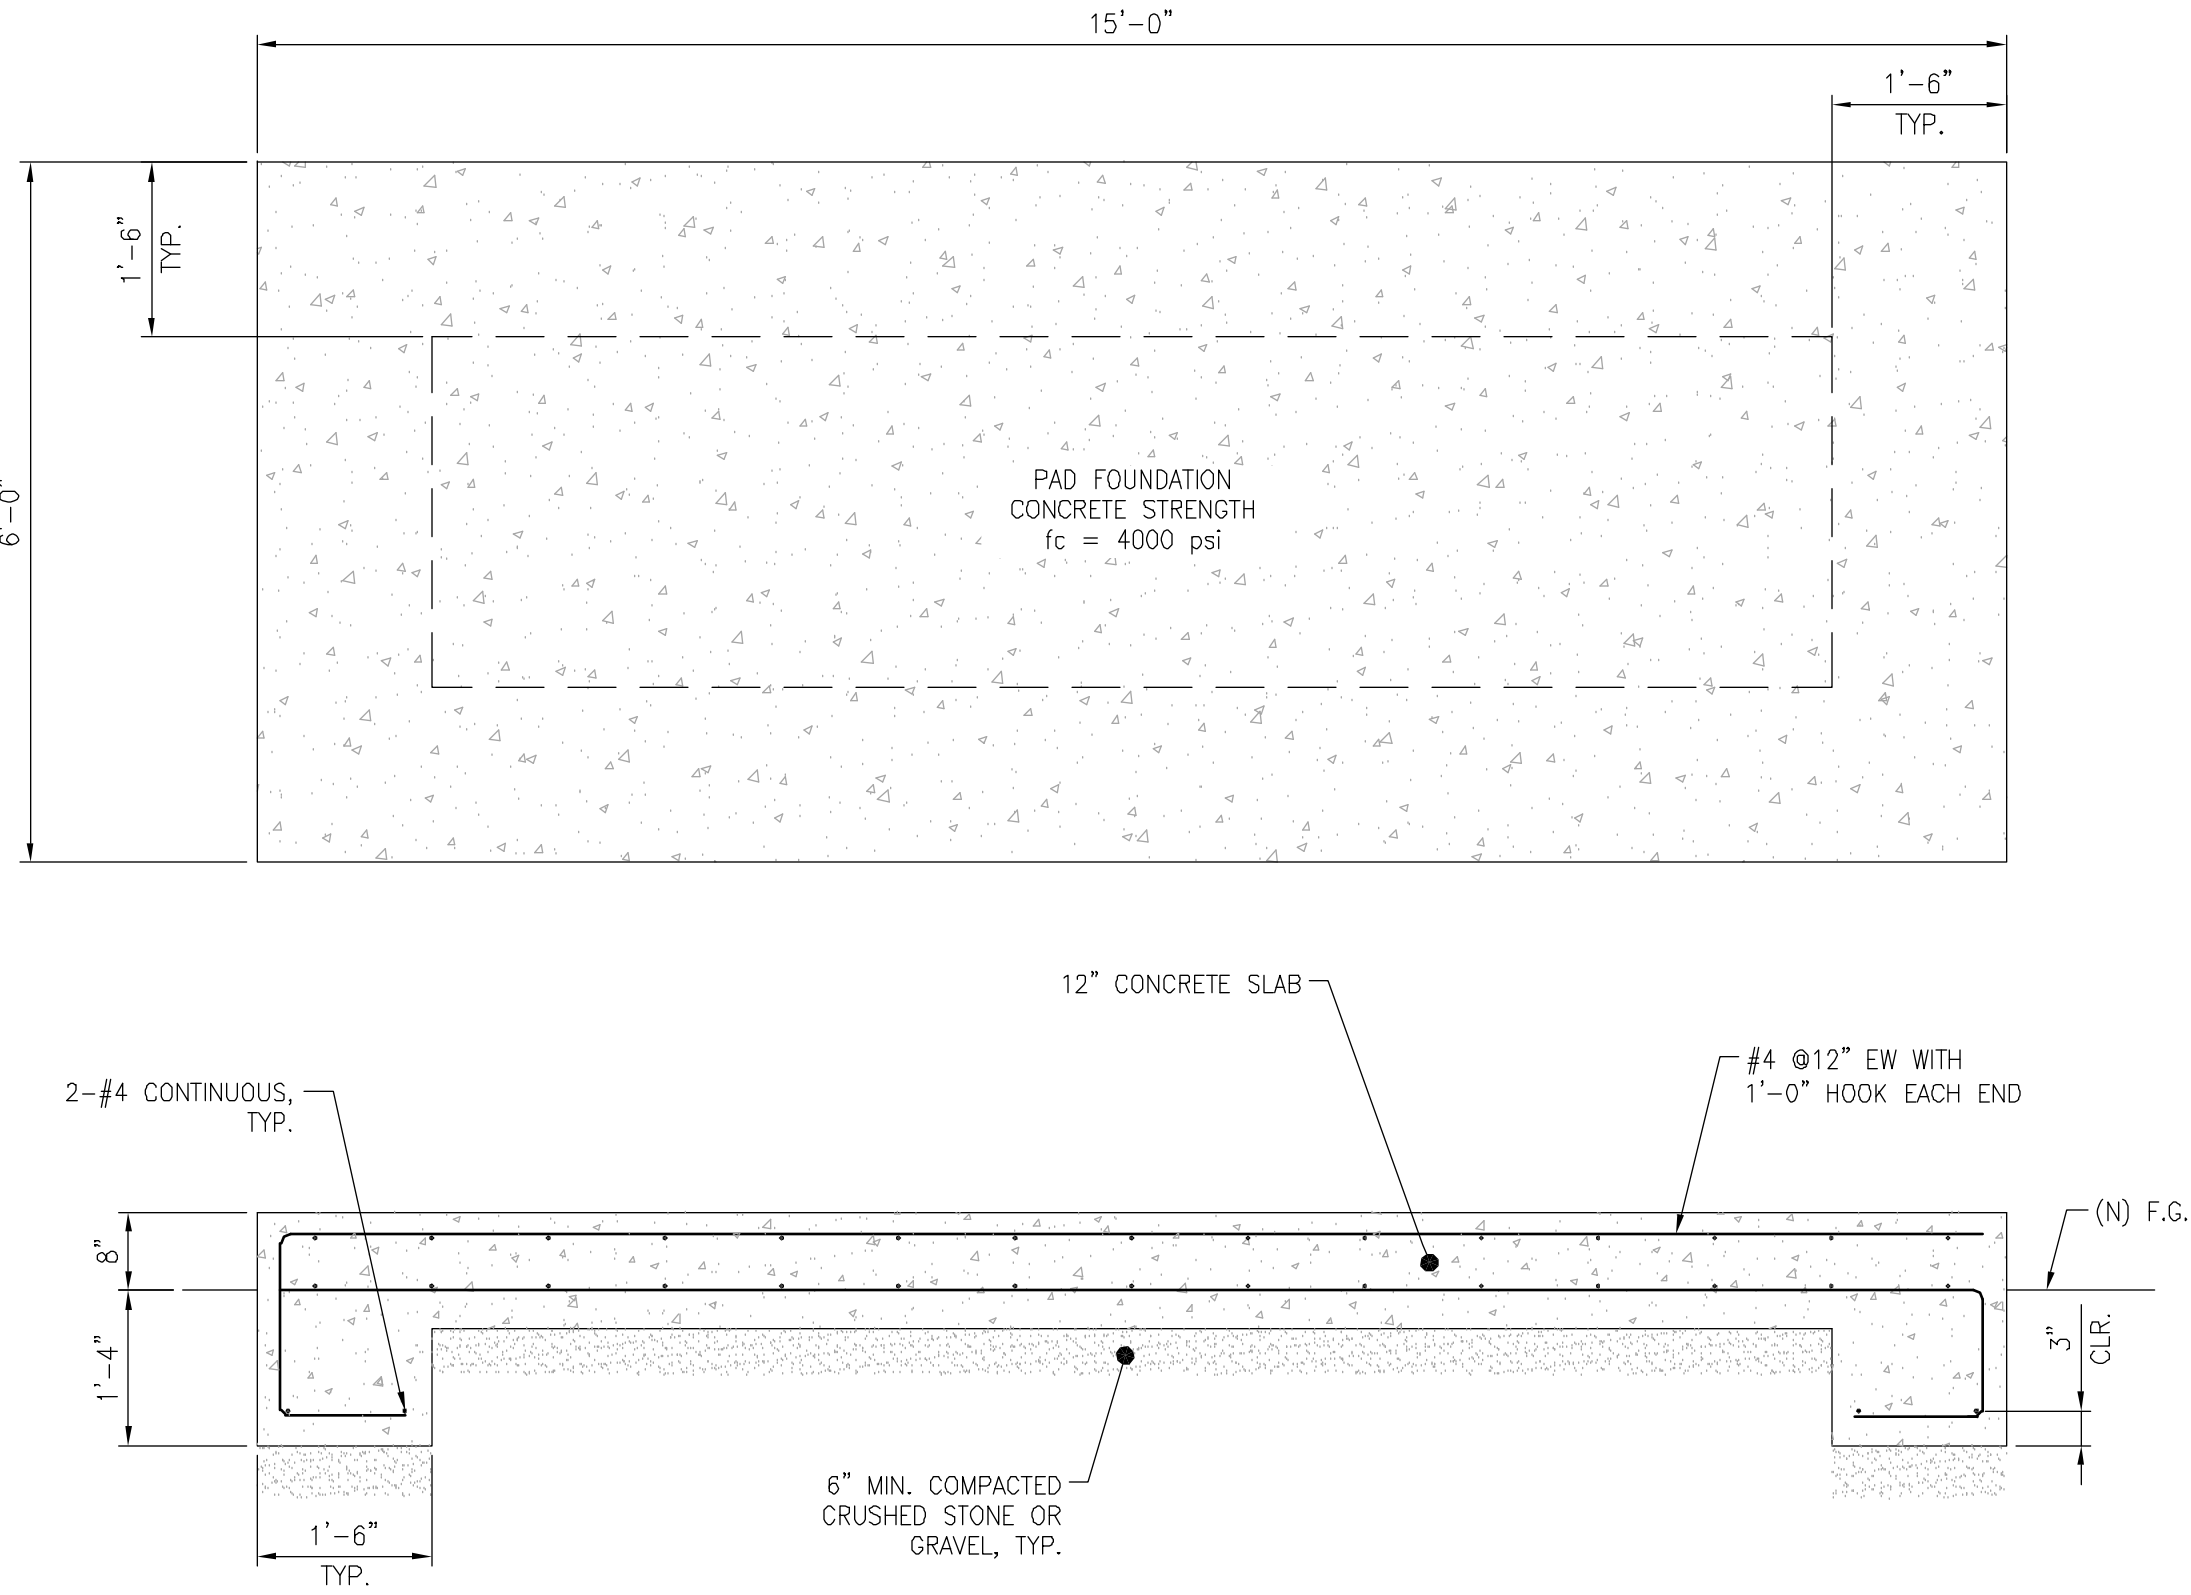 15'-0"
1'-6"
TYP.
1'-6"
TYP.
6'-0"
PAD FOUNDATION
CONCRETE STRENGTH
fc = 4000 psi
12" CONCRETE SLAB
#4 @12" EW WITH
1'-0" HOOK EACH END
2-#4 CONTINUOUS,
TYP.
(N) F.G.
8"
1'-4"
3"
CLR.
6" MIN. COMPACTED
CRUSHED STONE OR
GRAVEL, TYP.
1'-6"
TYP.